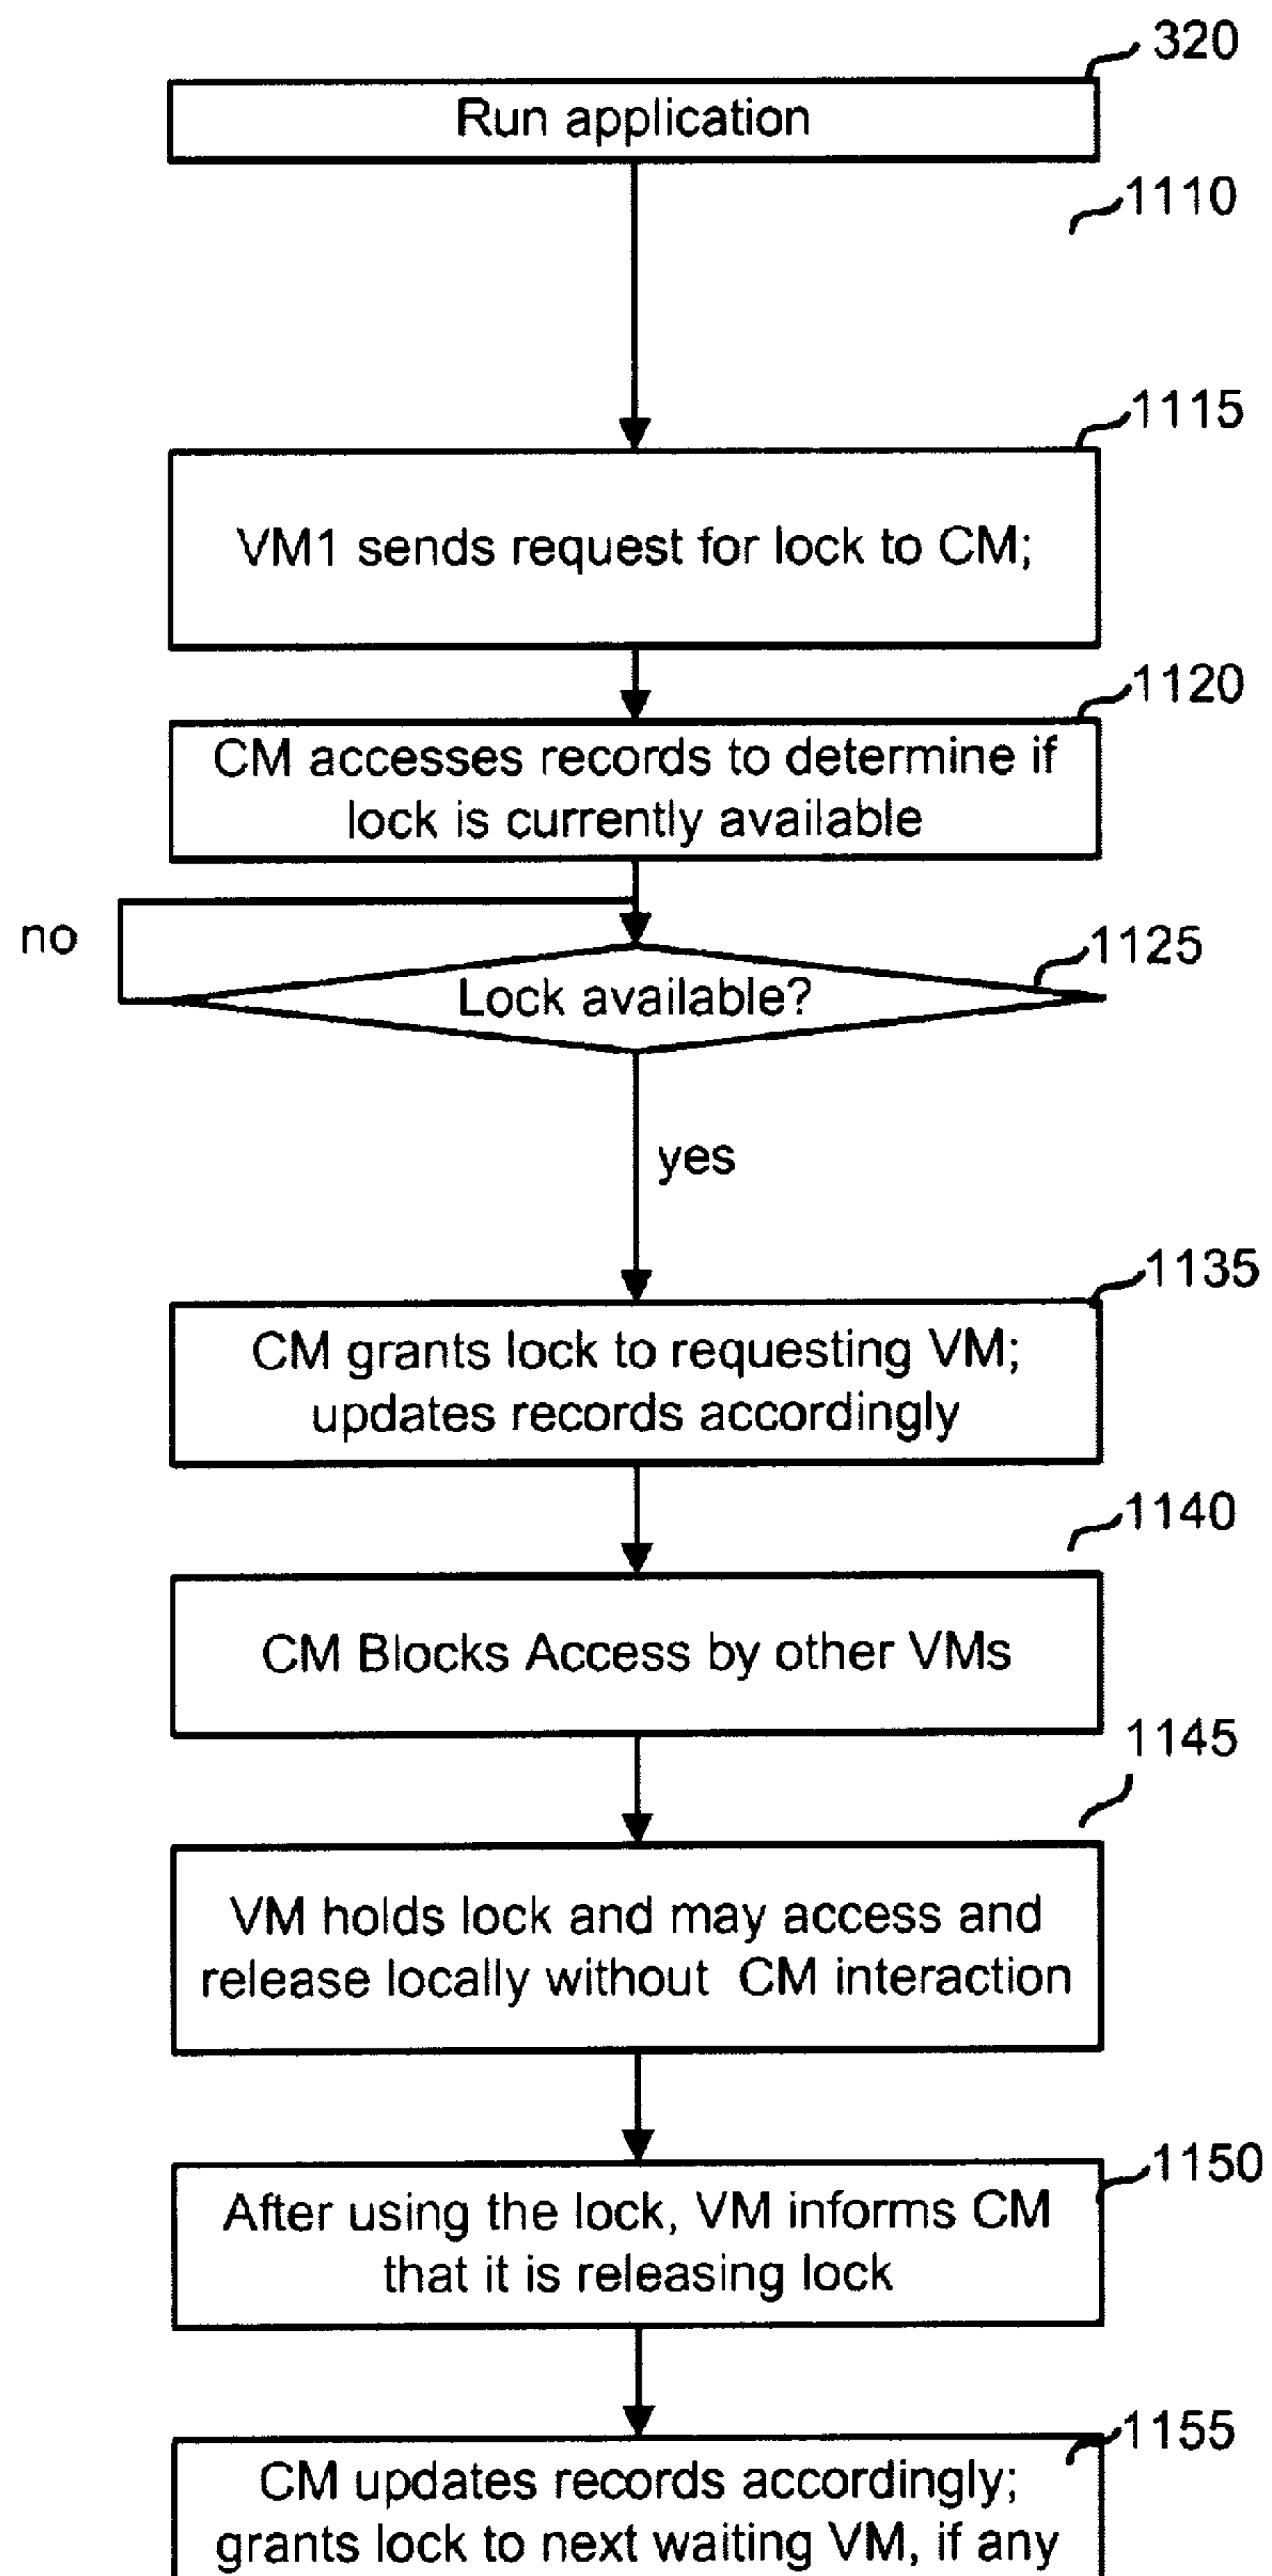 320
Run application
1110
1115
VM1 sends request for lock to CM;
1120
CM accesses records to determine if
lock is currently available
no
1125
Lock available?
yes
1135
CM grants lock to requesting VM;
updates records accordingly
1140
CM Blocks Access by other VMs
1145
VM holds lock and may access and
release locally without CM interaction
1150
After using the lock, VM informs CM
that it is releasing lock
1155
CM updates records accordingly;
grants lock to next waiting VM, if any